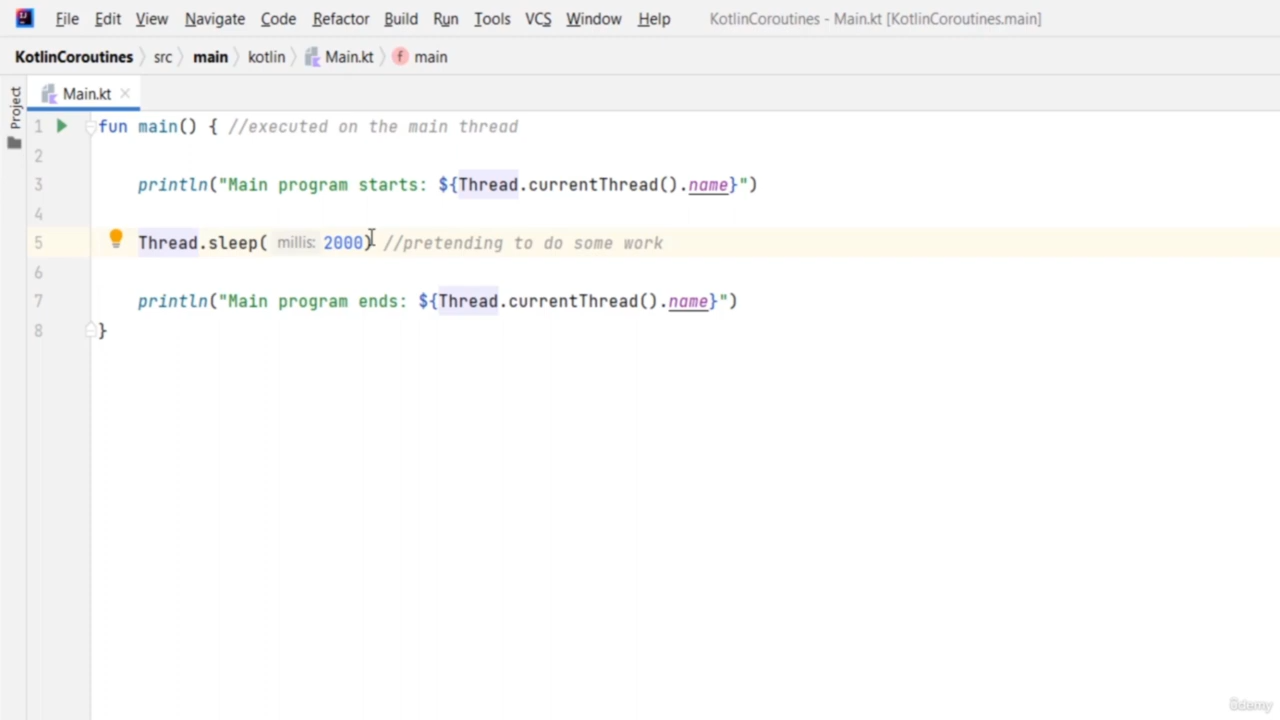 File Edit View Navigate Code Refactor Build Run Tools VCS Window Help KotlinCoroutines - Main.kt [KotlinCoroutines.main]
KotlinCoroutines src main kotlin Main.kt f main
Project
Main.kt
1 fun main() { //executed on the main thread
2
3 println("Main program starts: ${Thread.currentThread().name}")
4
5 Thread.sleep( millis: 2000) //pretending to do some work
6
7 println("Main program ends: ${Thread.currentThread().name}")
8 }
ûdemy